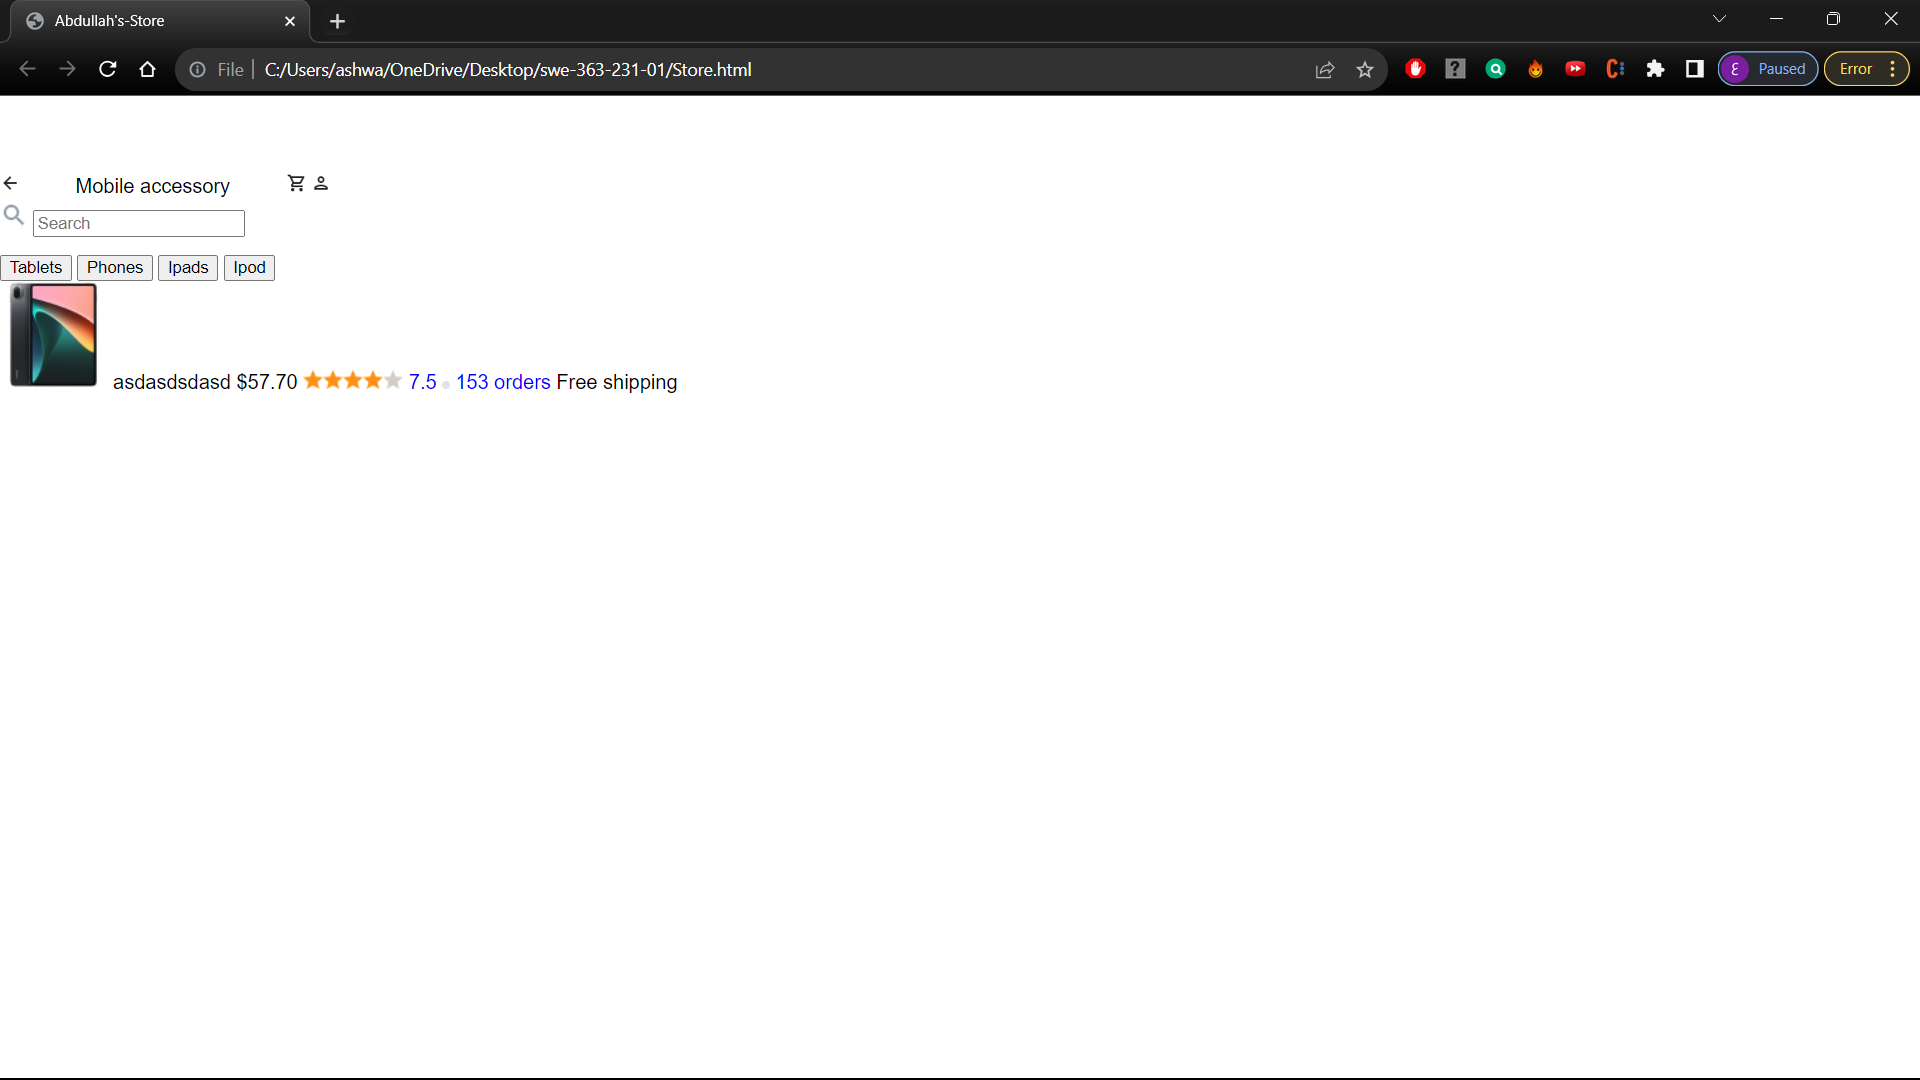 Abdullah's-Store
File C:/Users/ashwa/OneDrive/Desktop/swe-363-231-01/Store.html
Paused
Error
Mobile accessory
Search
Tablets Phones Ipads Ipod
asdasdsdasd $57.70 7.5 153 orders Free shipping